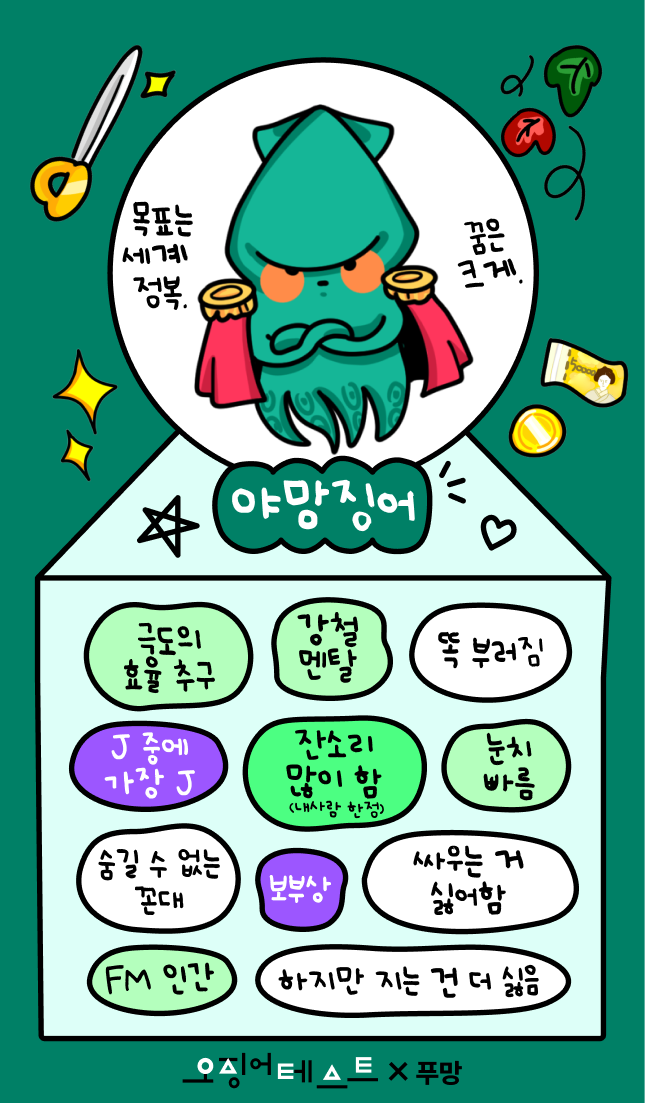 목표는
세계
정복.
꿈은
크게.
50000
야망징어
극도의
효율 추구
강철
멘탈
똑 부러짐
J 중에
가장 J
잔소리
많이 함
(내사람 한정)
눈치
빠름
숨길 수 없는
꼰대
보부상
싸우는 거
싫어함
FM 인간
하지만 지는 건 더 싫음
오징어테스트 × 푸망